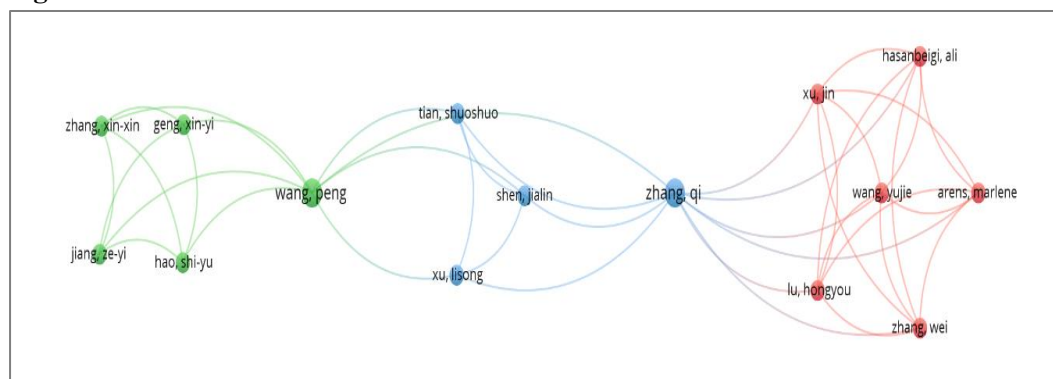 hasanbeigi, ali
xu, jin
tian, shuoshuo
zhang, xin-xin
geng, xin-yi
wang, peng
shen, jialin
zhang, qi
wang, yujie
arens, marlene
jiang, ze-yi
hao, shi-yu
xu, lisong
lu, hongyou
zhang, wei